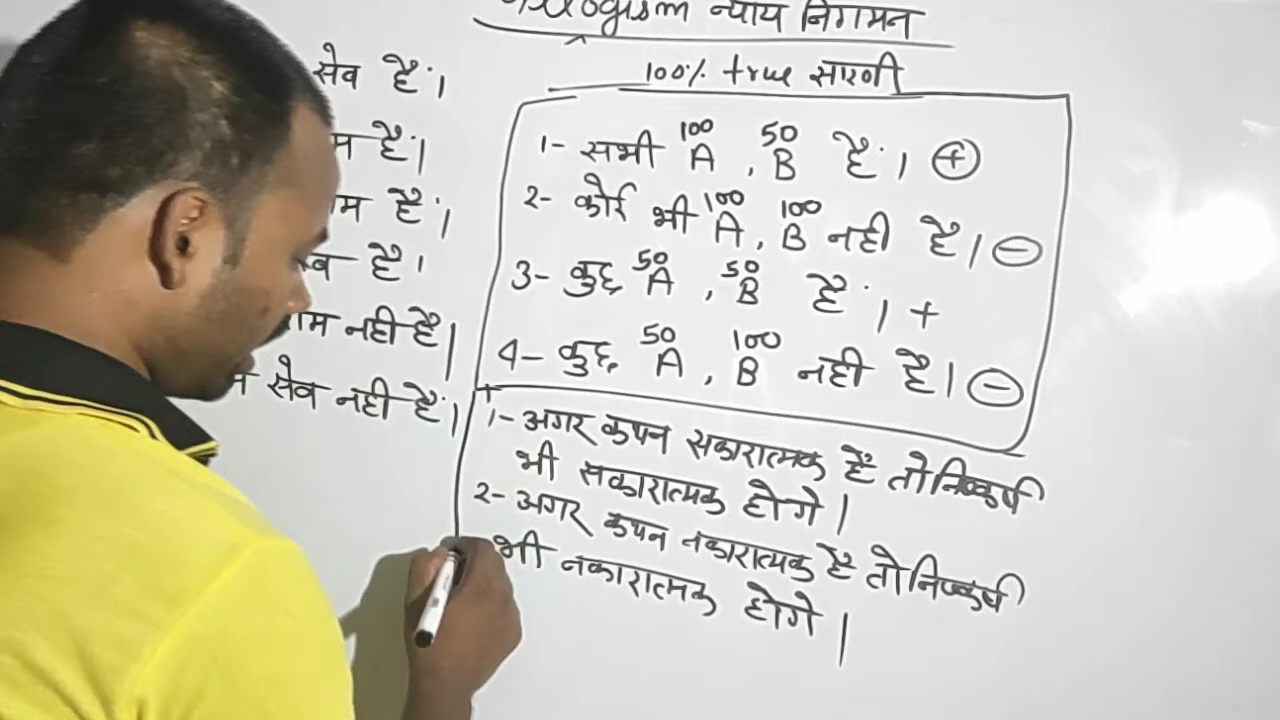 न्याय निगमन
100% true सारणी
सेव हैं।
हैं।
हैं।
है।
नही है।
सेव नही हैं।
100 50
1- सभी A , B हैं। +
100 100
2- कोई भी A , B नही है। -
50 50
3- कुछ A , B हैं। +
50 100
4- कुछ A , B नही है। -
1- अगर कथन सकारात्मक है तो निष्कर्ष
भी सकारात्मक होगे।
2- अगर कथन नकारात्मक है तो निष्कर्ष
भी नकारात्मक होगे।